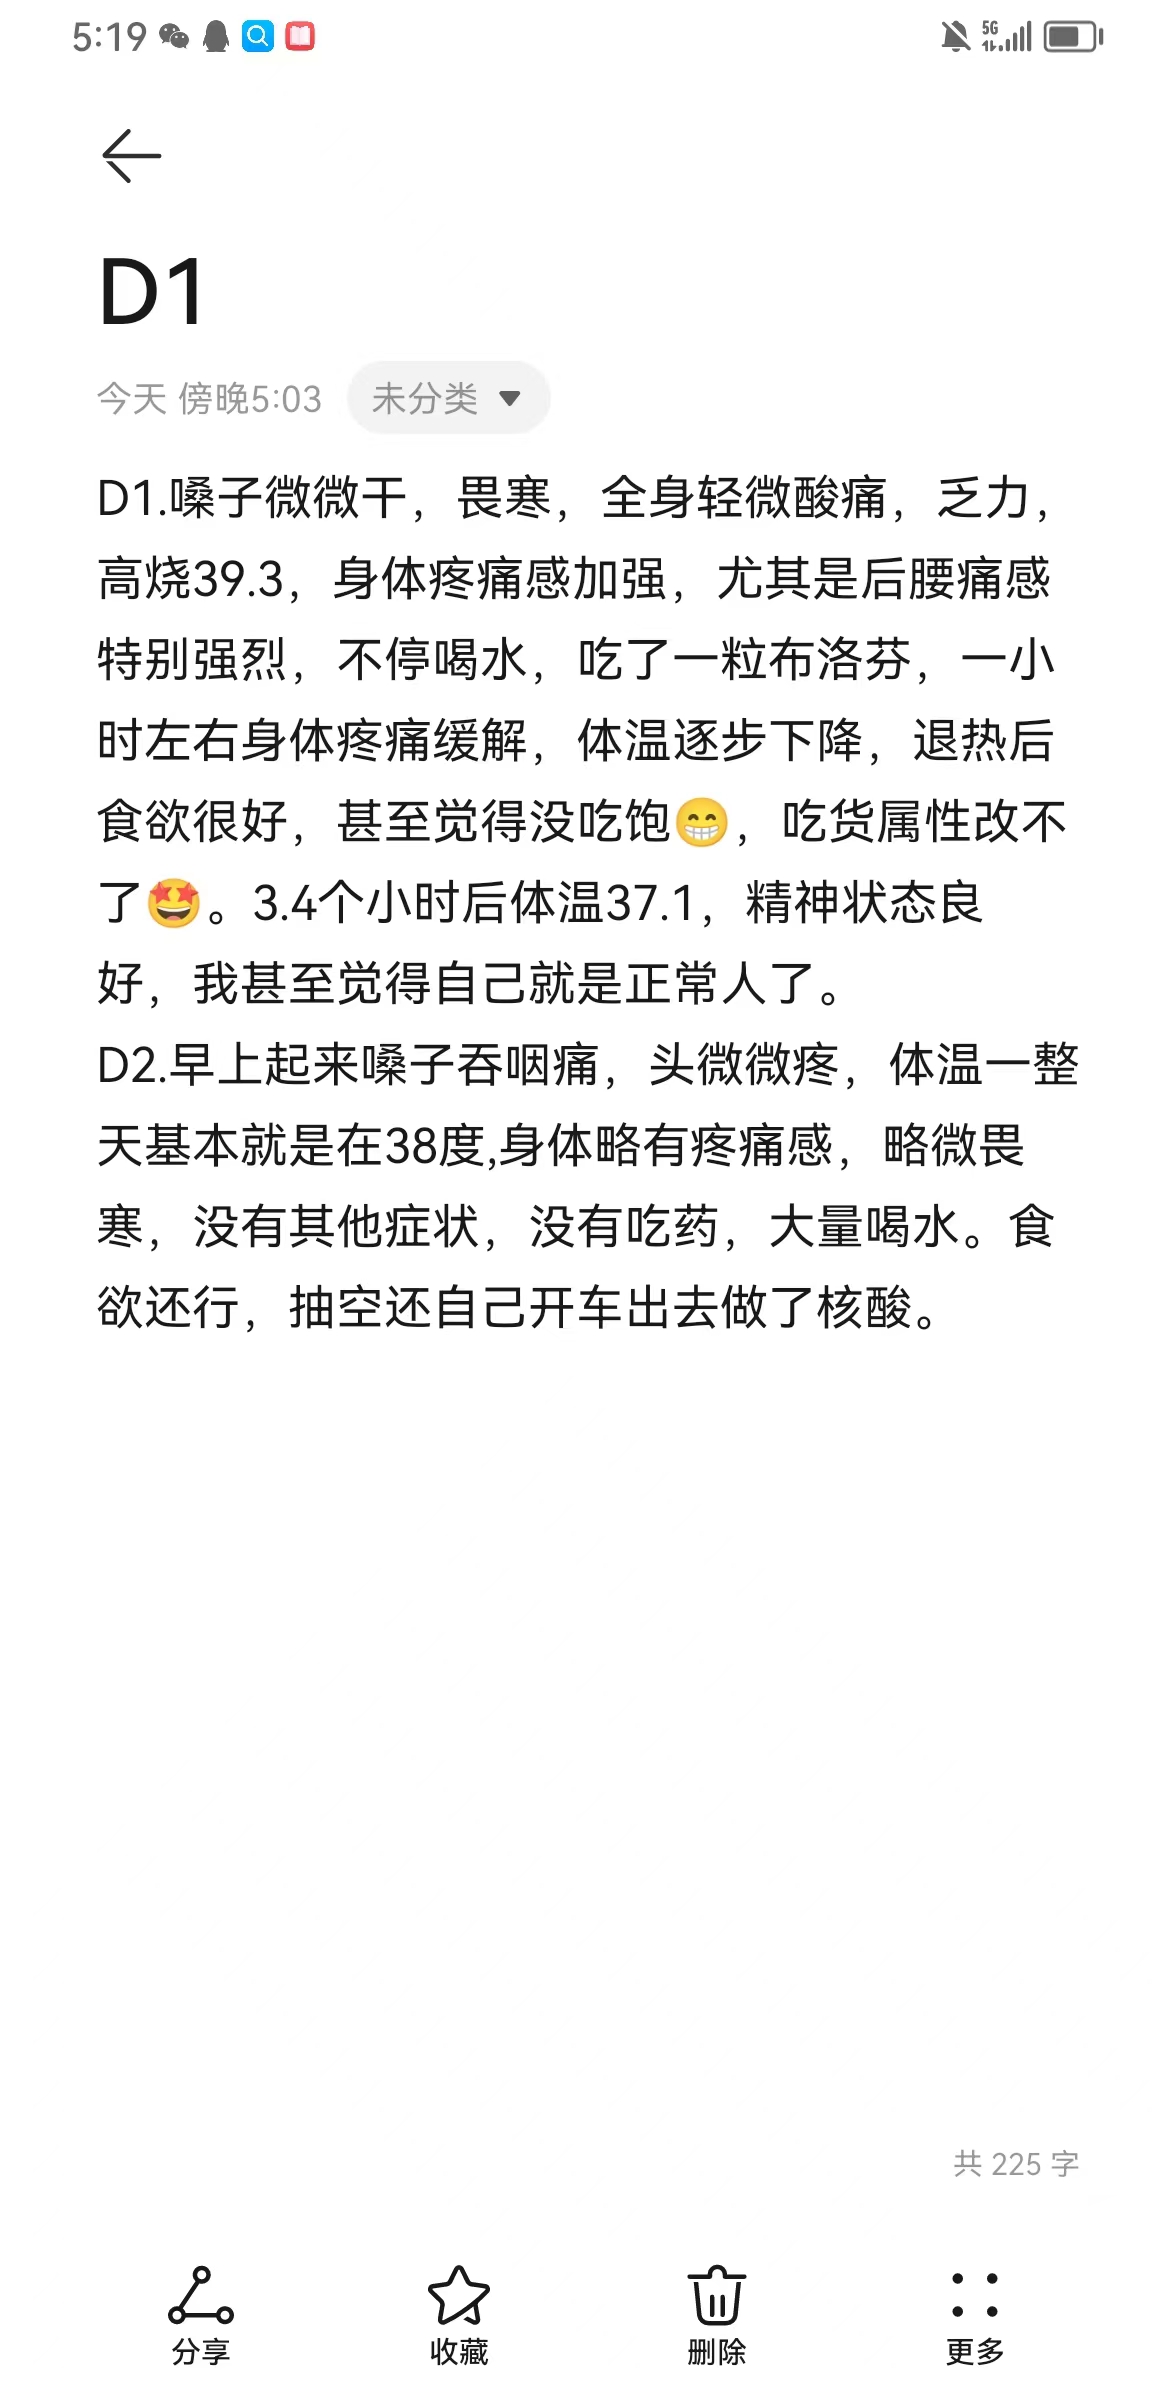 5:19
5G
D1
今天 傍晚5:03 未分类
D1.嗓子微微干，畏寒，全身轻微酸痛，乏力，
高烧39.3，身体疼痛感加强，尤其是后腰痛感
特别强烈，不停喝水，吃了一粒布洛芬，一小
时左右身体疼痛缓解，体温逐步下降，退热后
食欲很好，甚至觉得没吃饱😁，吃货属性改不
了🤩。3.4个小时后体温37.1，精神状态良
好，我甚至觉得自己就是正常人了。
D2.早上起来嗓子吞咽痛，头微微疼，体温一整
天基本就是在38度,身体略有疼痛感，略微畏
寒，没有其他症状，没有吃药，大量喝水。食
欲还行，抽空还自己开车出去做了核酸。
共 225 字
分享 收藏 删除 更多